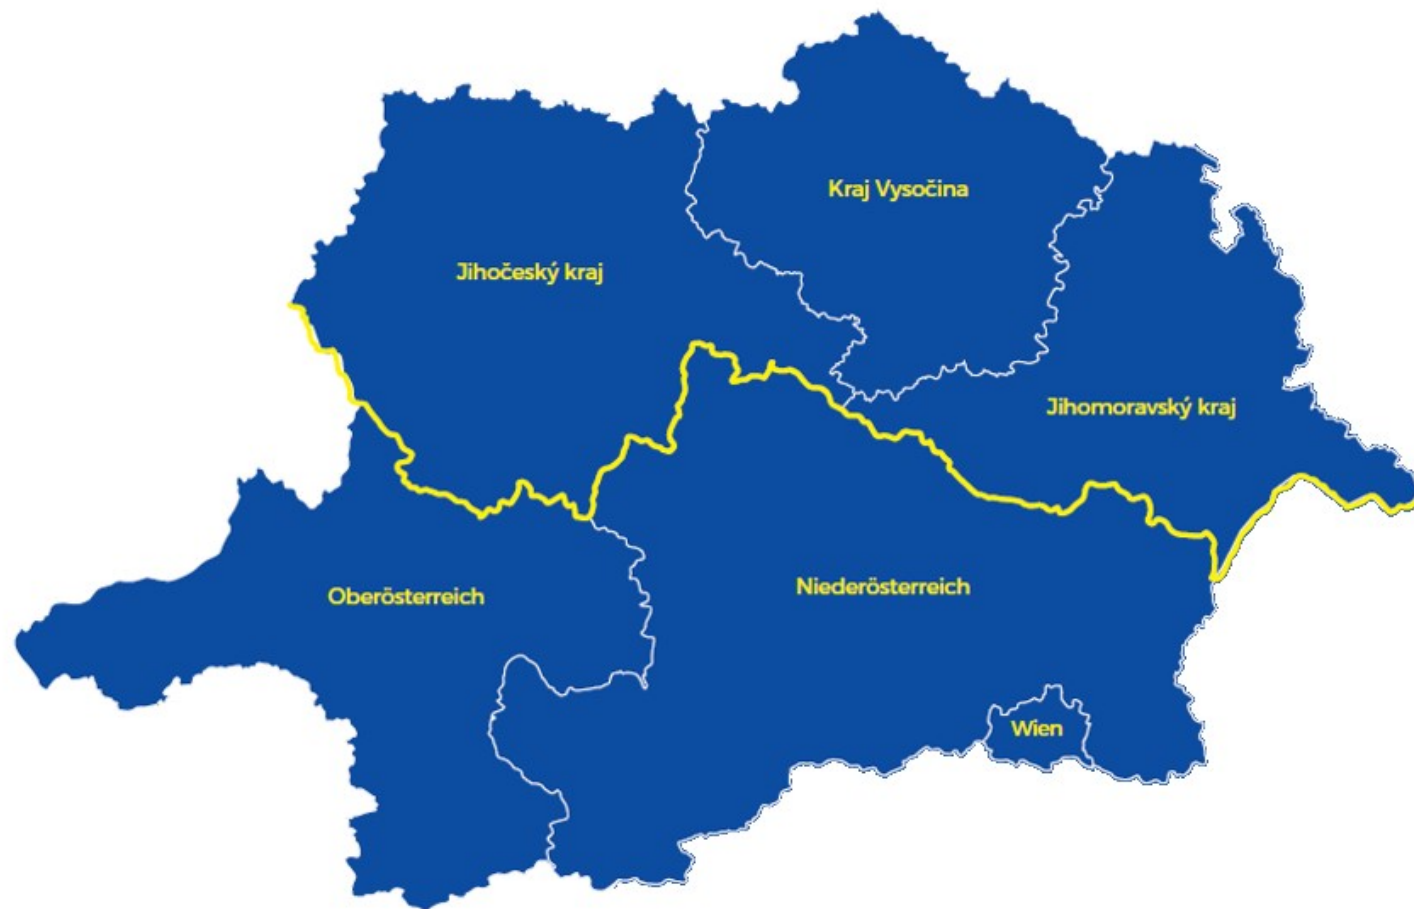 Kraj Vysočina
Jihočeský kraj
Jihomoravský kraj
Oberösterreich
Niederösterreich
Wien